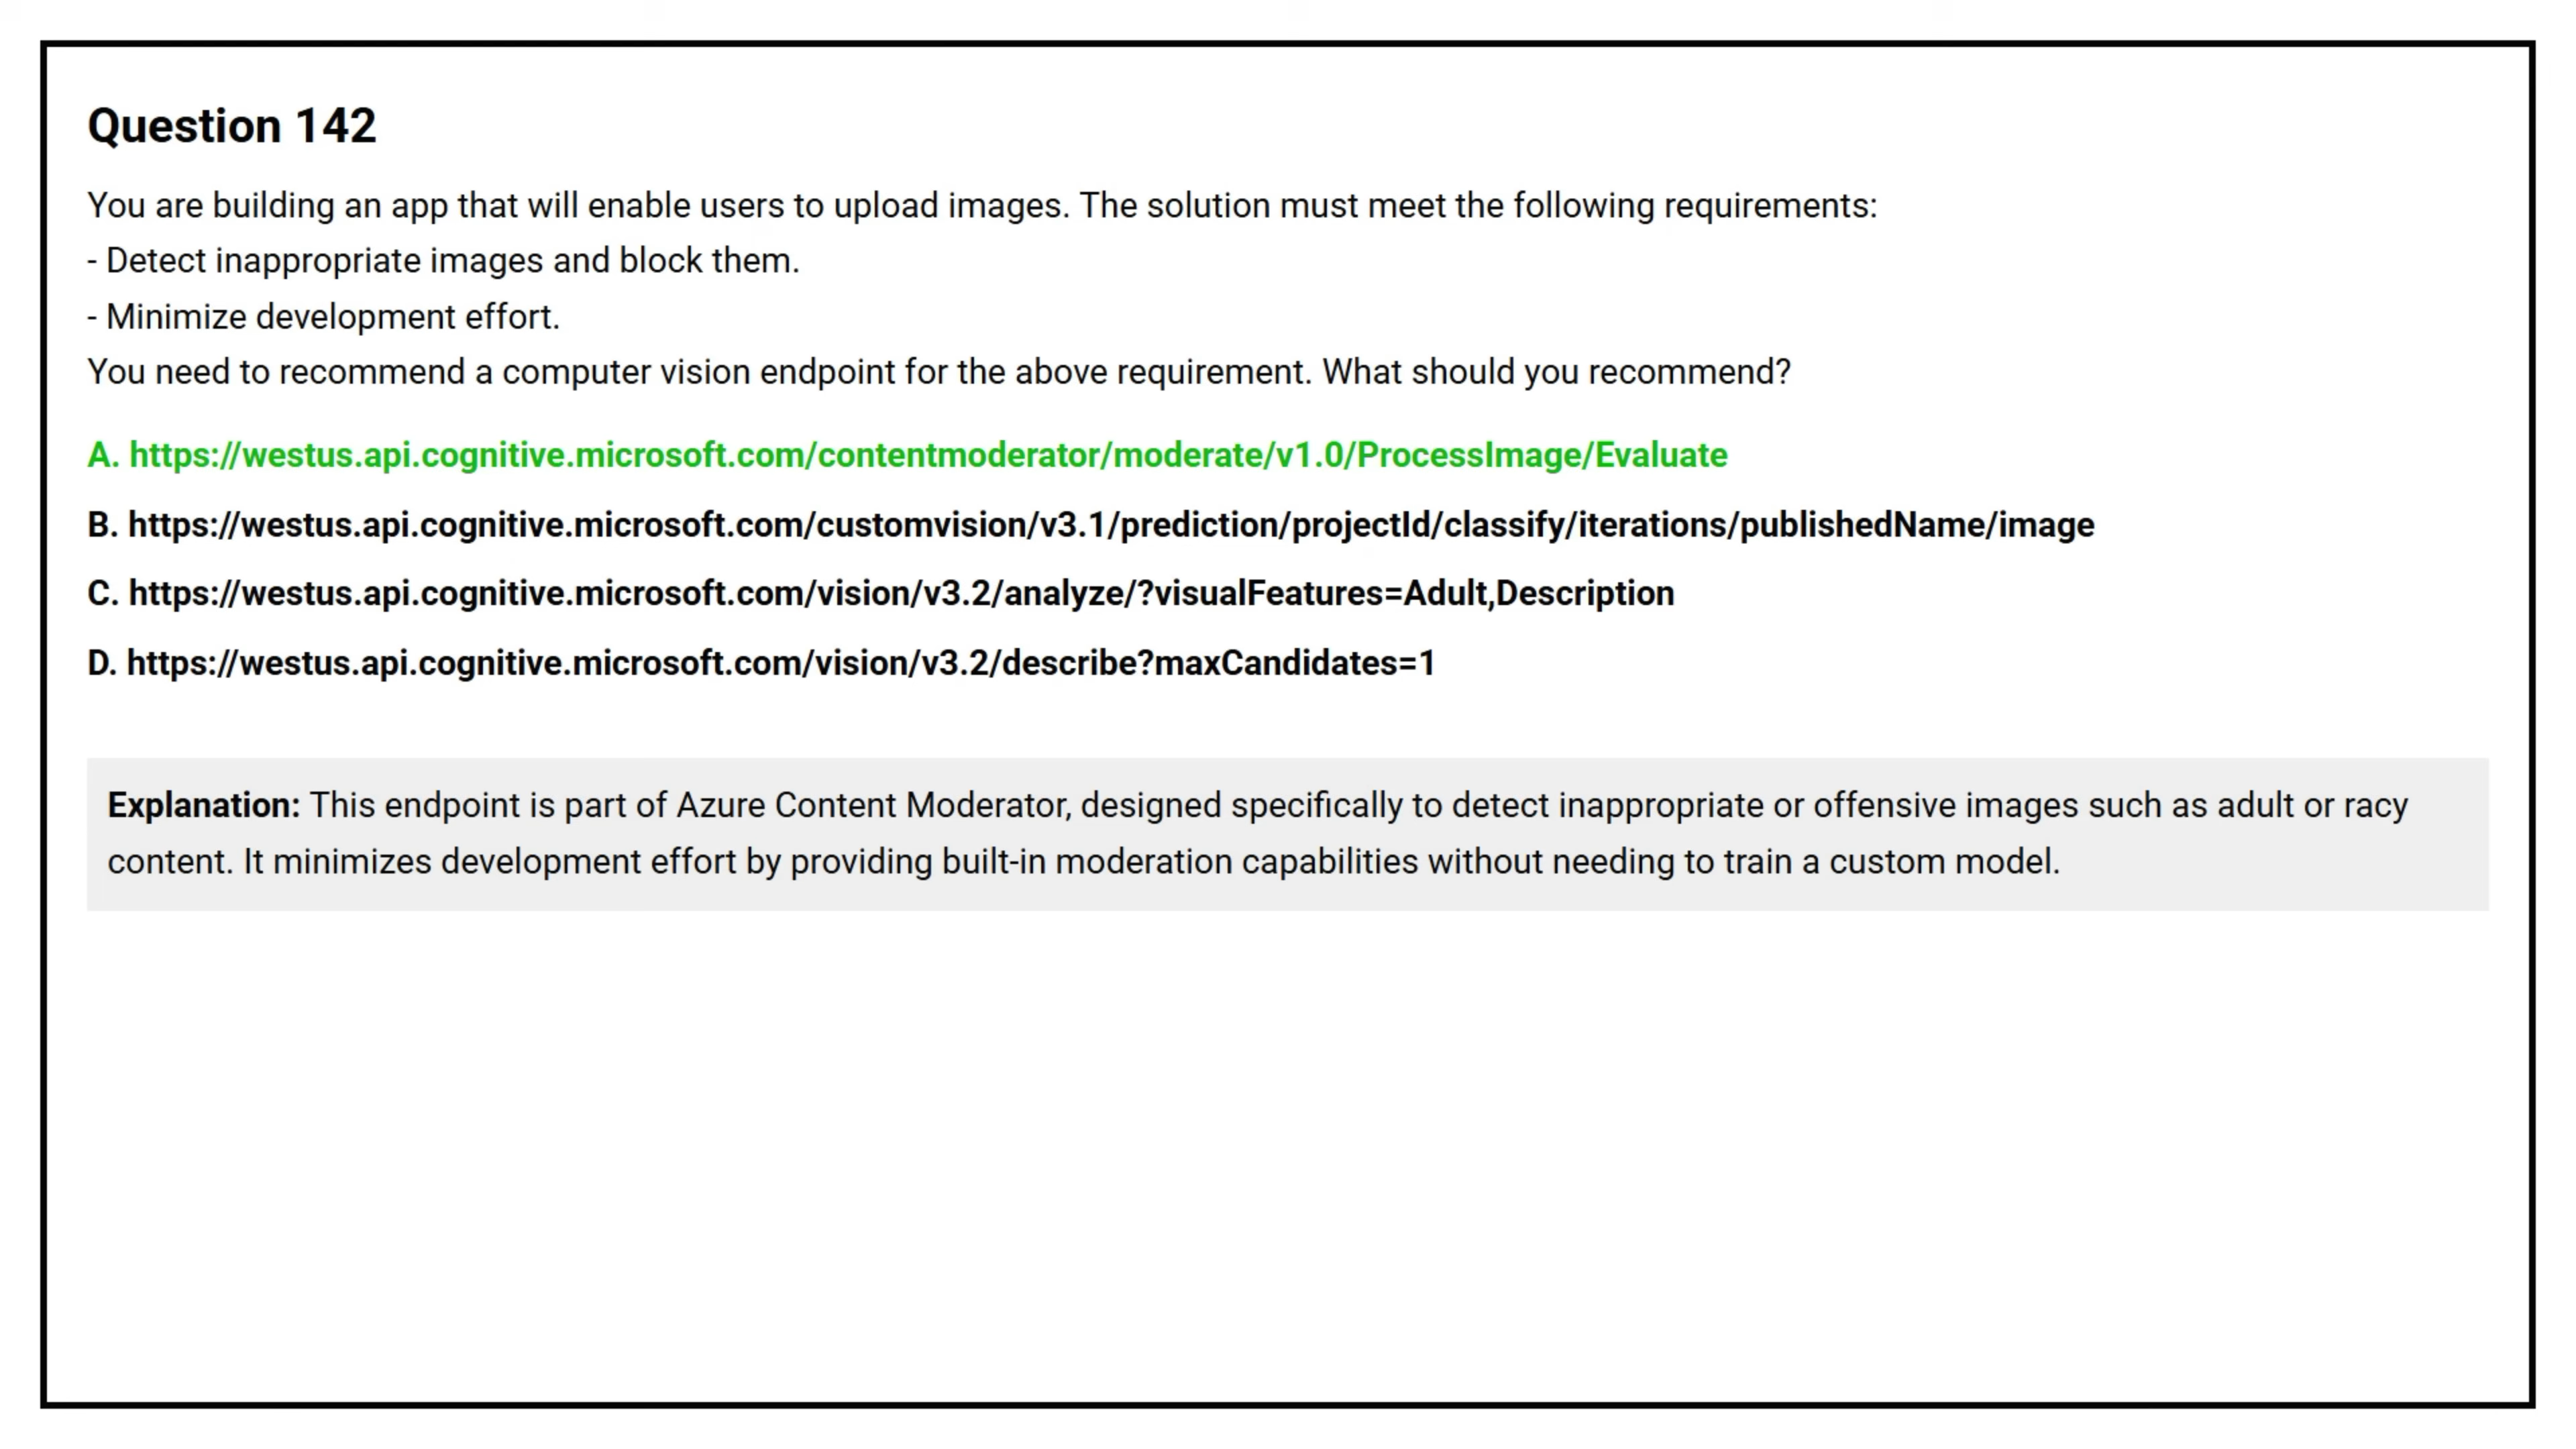 Question 142
You are building an app that will enable users to upload images. The solution must meet the following requirements:
- Detect inappropriate images and block them.
- Minimize development effort.
You need to recommend a computer vision endpoint for the above requirement. What should you recommend?
A. https://westus.api.cognitive.microsoft.com/contentmoderator/moderate/v1.0/ProcessImage/Evaluate
B. https://westus.api.cognitive.microsoft.com/customvision/v3.1/prediction/projectId/classify/iterations/publishedName/image
C. https://westus.api.cognitive.microsoft.com/vision/v3.2/analyze/?visualFeatures=Adult,Description
D. https://westus.api.cognitive.microsoft.com/vision/v3.2/describe?maxCandidates=1
Explanation: This endpoint is part of Azure Content Moderator, designed specifically to detect inappropriate or offensive images such as adult or racy
content. It minimizes development effort by providing built-in moderation capabilities without needing to train a custom model.